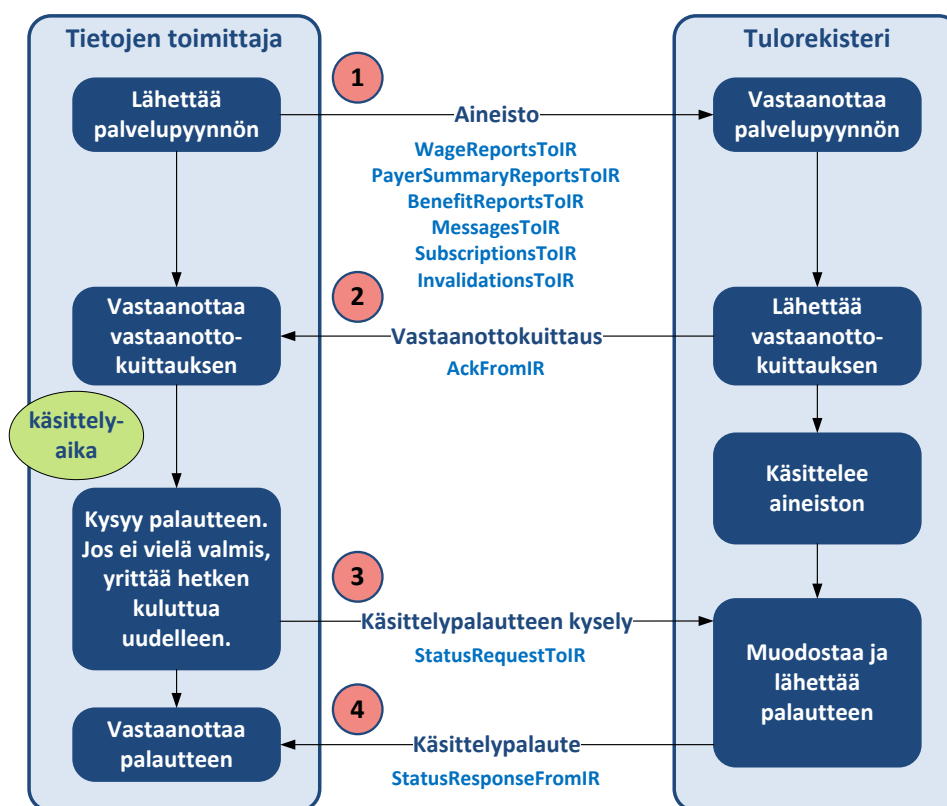 Tietojen toimittaja
Tulorekisteri
1
Lähettää
palvelupyynnön
Aineisto
Vastaanottaa
palvelupyynnön
WageReportsToIR
PayerSummaryReportsToIR
BenefitReportsToIR
MessagesToIR
SubscriptionsToIR
InvalidationsToIR
2
Vastaanottaa
vastaanotto-
kuittauksen
Vastaanottokuittaus
AckFromIR
Lähettää
vastaanotto-
kuittauksen
käsittely-
aika
Käsittelee
aineiston
Kysyy palautteen.
Jos ei vielä valmis,
yrittää hetken
kuluttua
uudelleen.
3
Käsittelypalautteen kysely
StatusRequestToIR
Muodostaa ja
lähettää
palautteen
4
Vastaanottaa
palautteen
Käsittelypalaute
StatusResponseFromIR